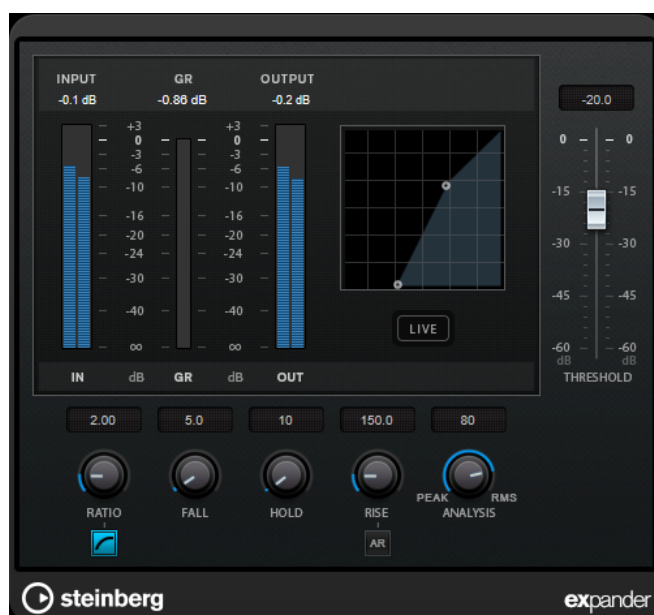 INPUT GR OUTPUT
-0.1 dB -0.86 dB -0.2 dB
-20.0
+3 +3
0 0
-3 -3
-6 -6
-10 -10
-16 -16
-20 -20
-24 -24
-30 -30
-40 -40
∞ ∞
0 0
-15 -15
-30 -30
-45 -45
-60 -60
dB dB
THRESHOLD
LIVE
IN dB GR dB OUT
2.00 5.0 10 150.0 80
PEAK RMS
RATIO FALL HOLD RISE ANALYSIS
AR
steinberg expander